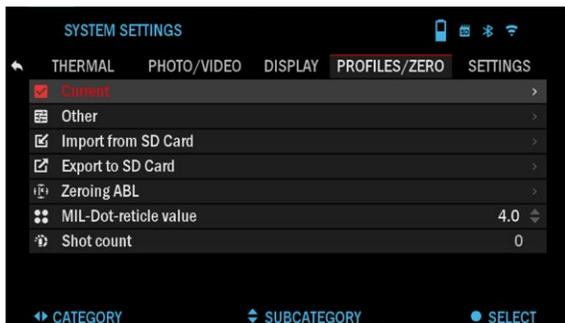 SYSTEM SETTINGS
THERMAL PHOTO/VIDEO DISPLAY PROFILES/ZERO SETTINGS
Current
Other
Import from SD Card
Export to SD Card
Zeroing ABL
MIL-Dot-reticle value 4.0
Shot count 0
CATEGORY SUBCATEGORY SELECT